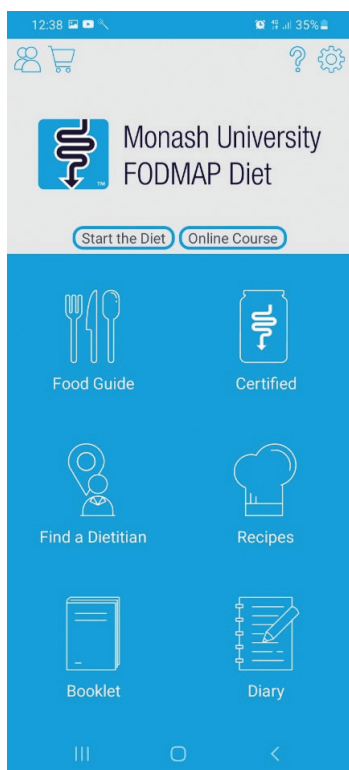 12:38 35%
Monash University
FODMAP Diet
™
Start the Diet Online Course
Food Guide Certified
Find a Dietitian Recipes
Booklet Diary